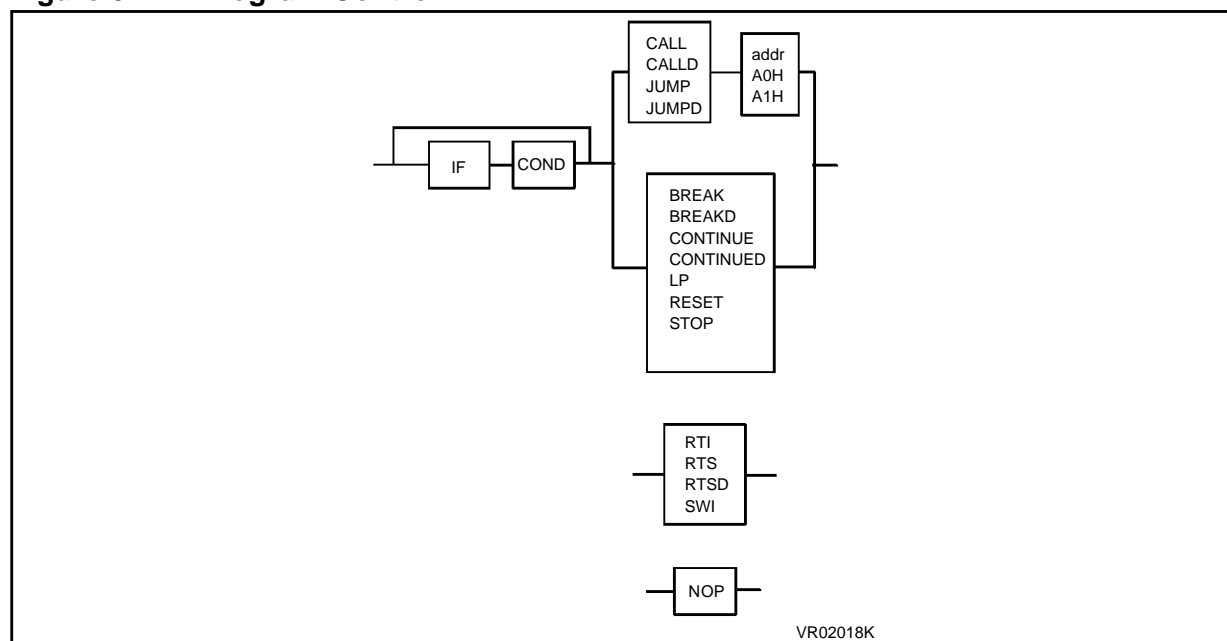 CALL
CALLD
JUMP
JUMPD
addr
A0H
A1H
IF
COND
BREAK
BREAKD
CONTINUE
CONTINUED
LP
RESET
STOP
RTI
RTS
RTSD
SWI
NOP
VR02018K